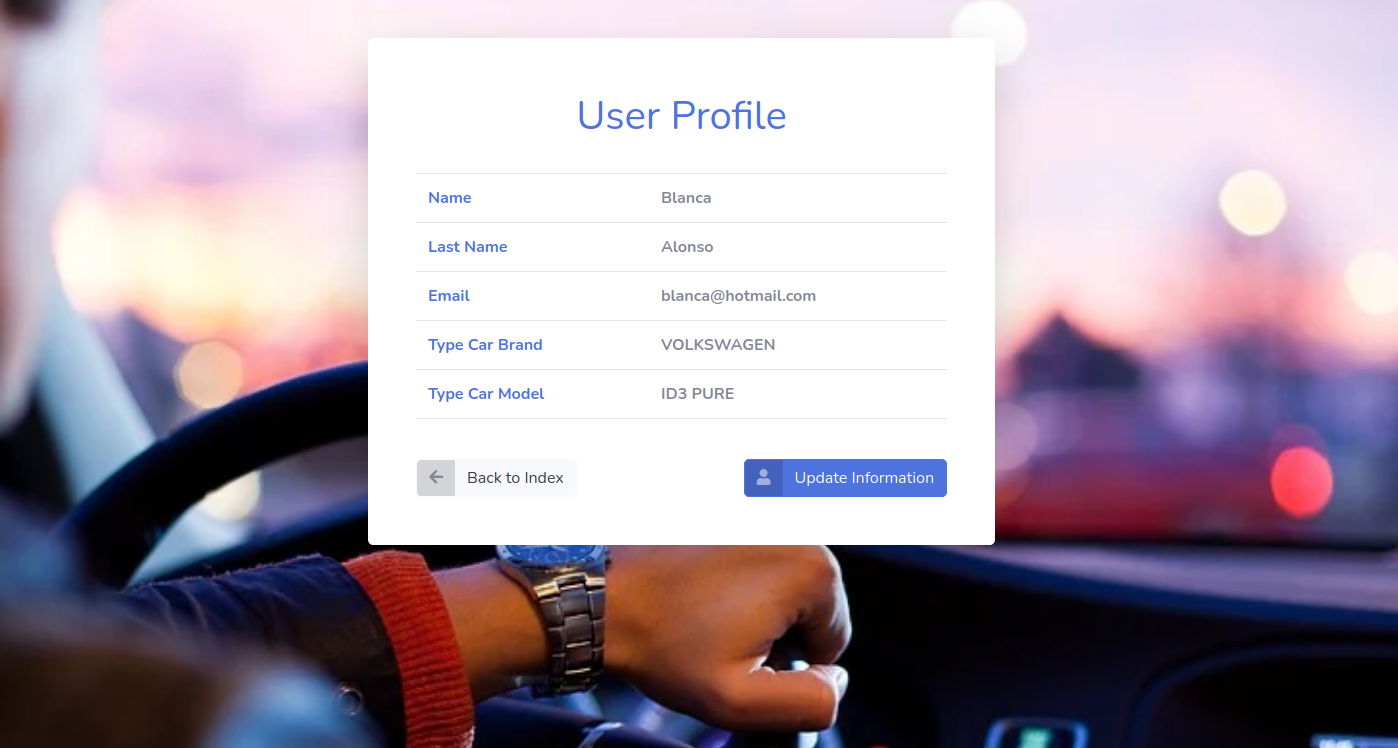 User Profile
Name Blanca
Last Name Alonso
Email blanca@hotmail.com
Type Car Brand VOLKSWAGEN
Type Car Model ID3 PURE
Back to Index Update Information